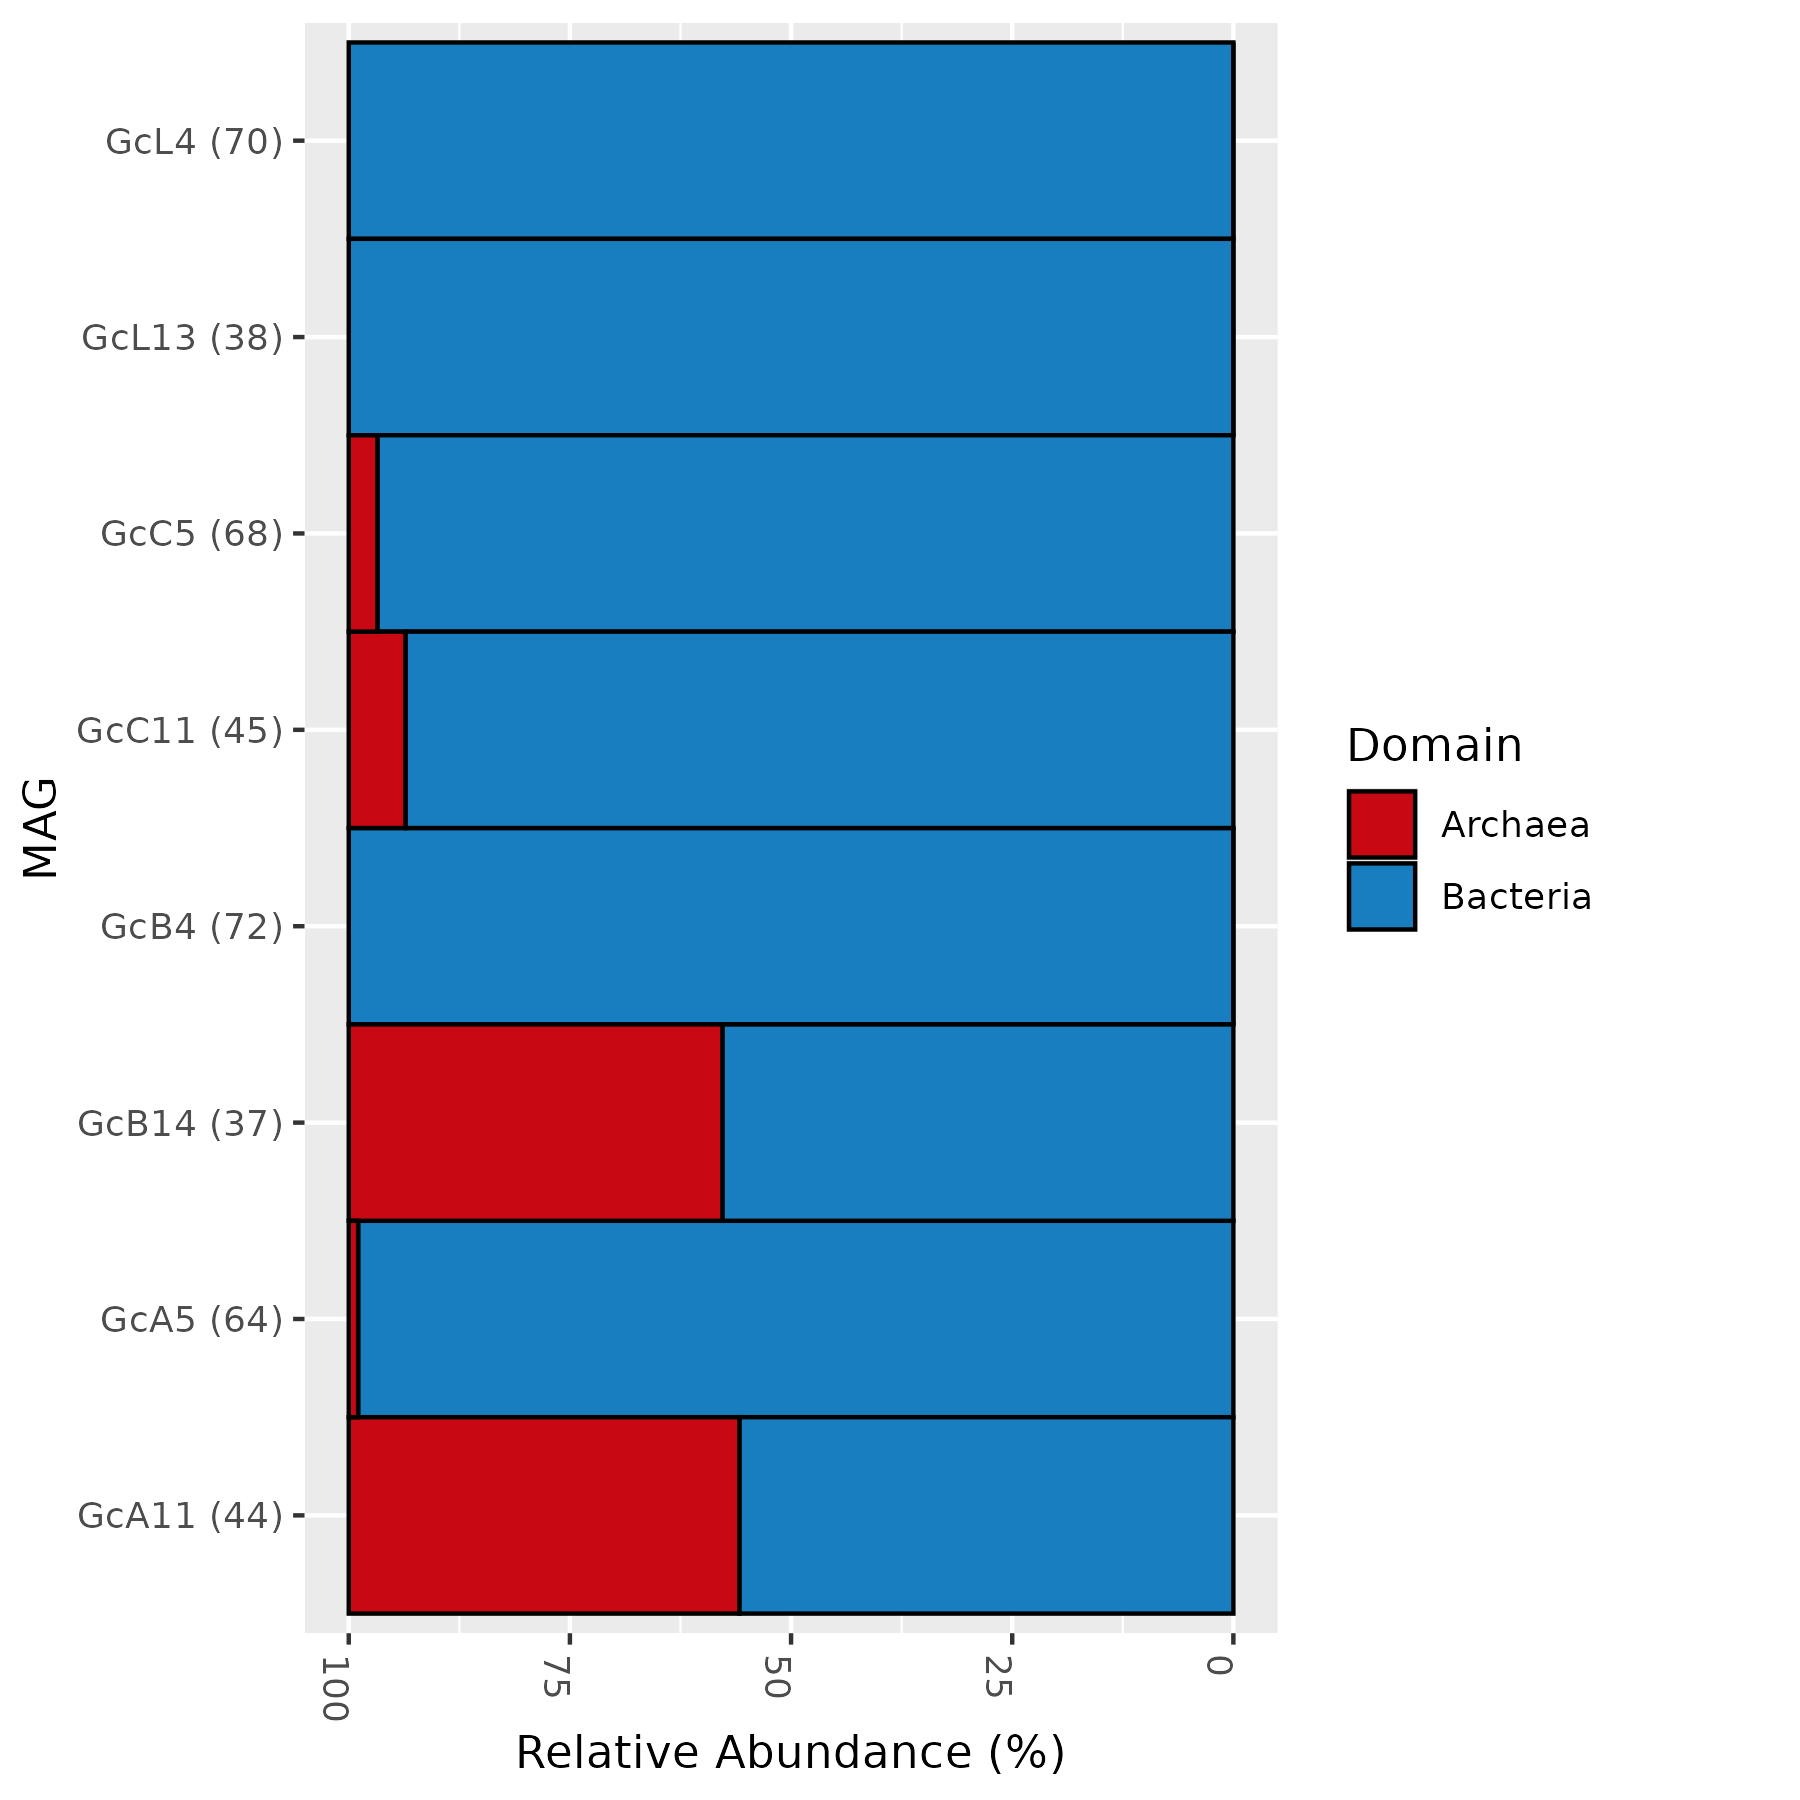 GcL4 (70)
GcL13 (38)
GcC5 (68)
GcC11 (45)
GcB4 (72)
GcB14 (37)
GcA5 (64)
GcA11 (44)
MAG
100
75
50
25
0
Relative Abundance (%)
Domain
Archaea
Bacteria